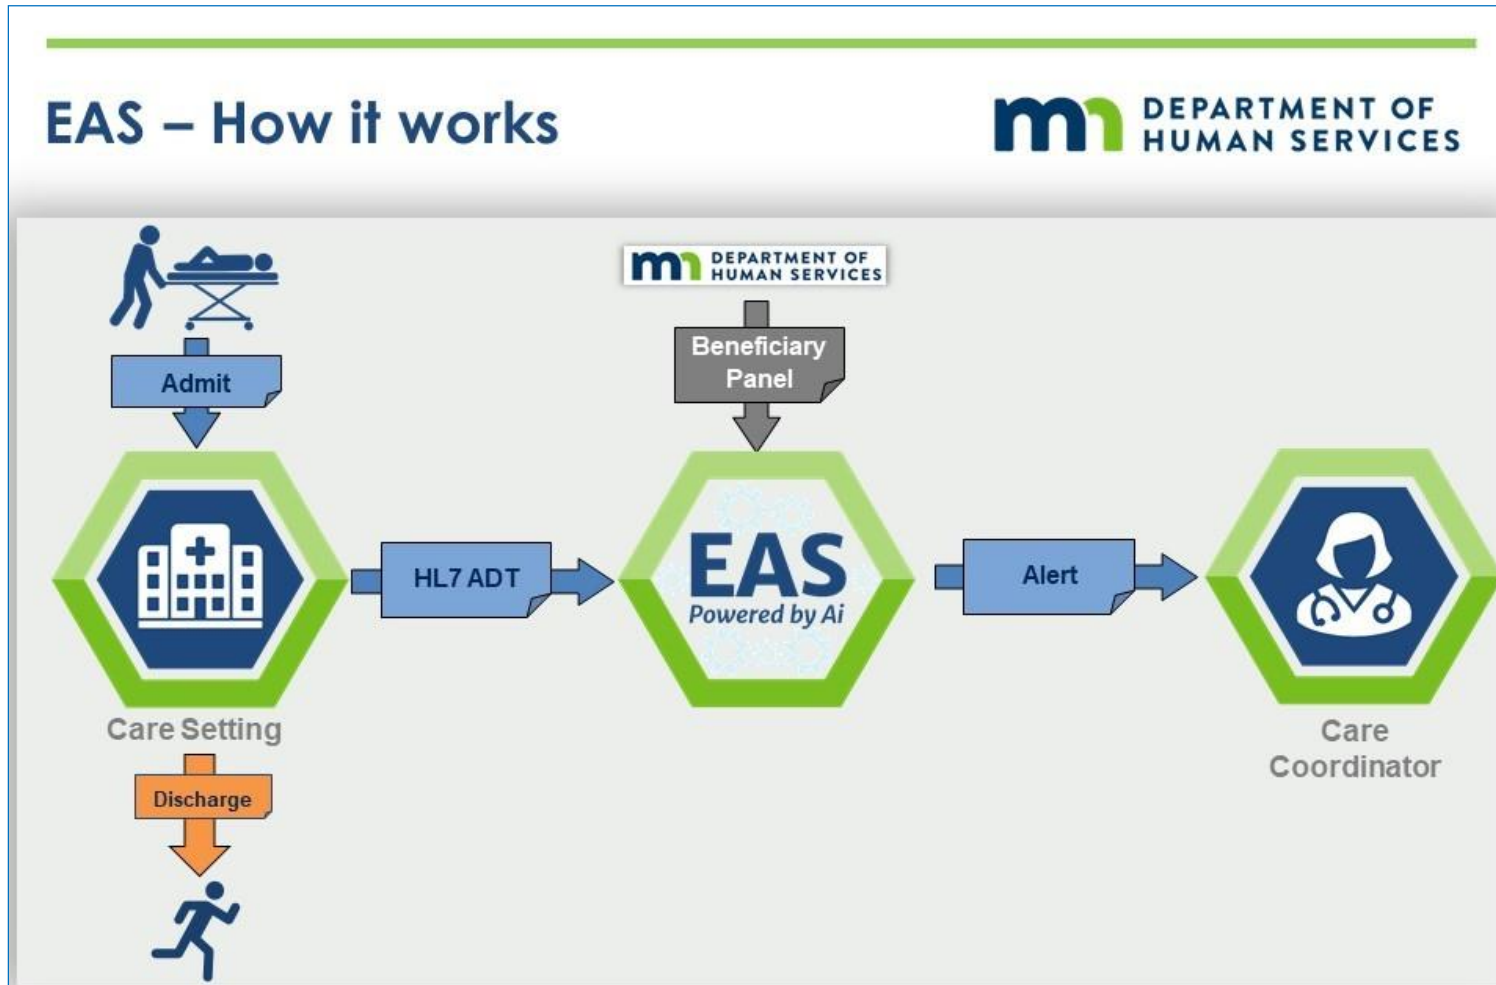 EAS – How it works
DEPARTMENT OF
HUMAN SERVICES
DEPARTMENT OF
HUMAN SERVICES
Beneficiary
Panel
Admit
HL7 ADT
EAS
Powered by Ai
Alert
Care Setting
Care
Coordinator
Discharge